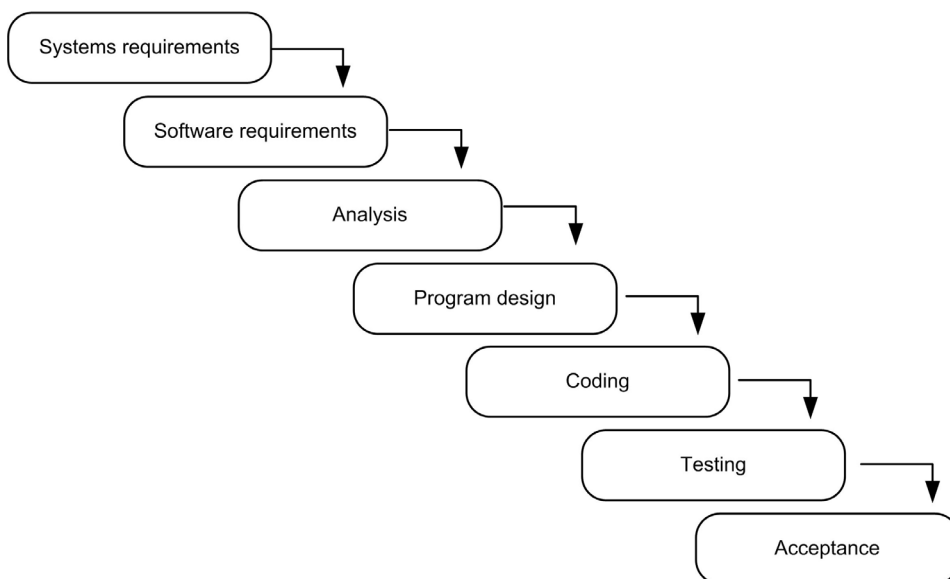 Systems requirements
Software requirements
Analysis
Program design
Coding
Testing
Acceptance